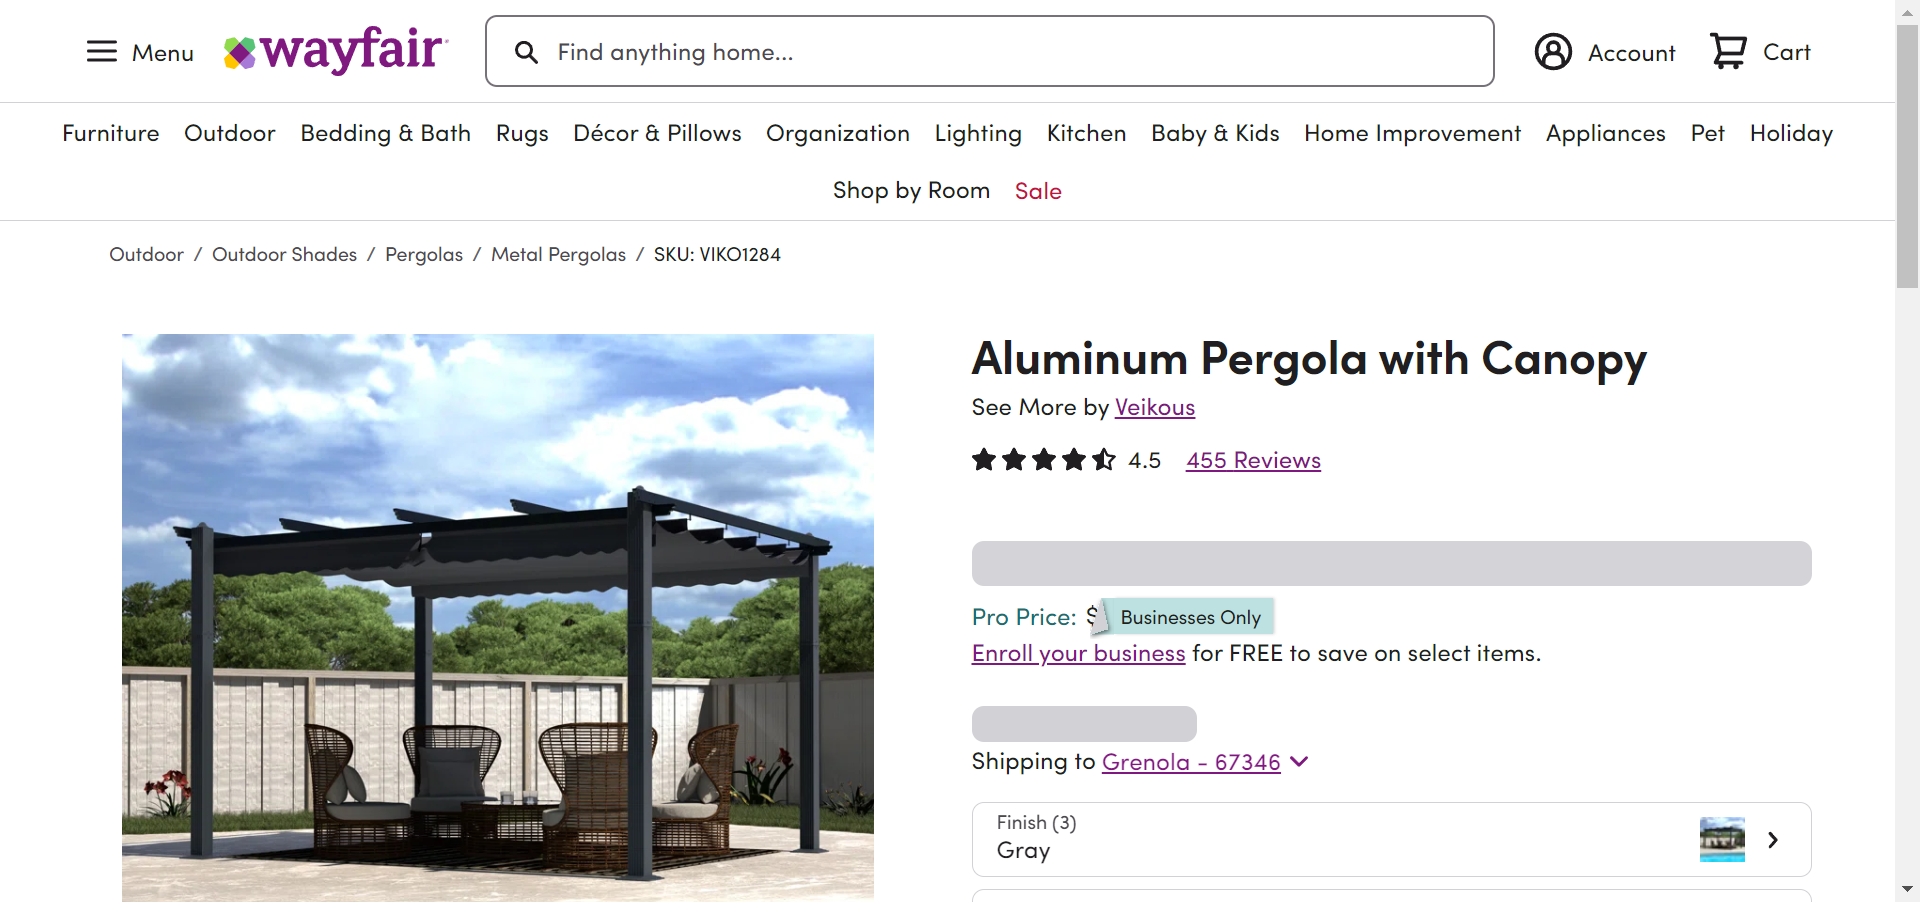 Menu
wayfair
Find anything home...
Account
Cart
Furniture Outdoor Bedding & Bath Rugs Décor & Pillows Organization Lighting Kitchen Baby & Kids Home Improvement Appliances Pet Holiday
Shop by Room Sale
Outdoor / Outdoor Shades / Pergolas / Metal Pergolas / SKU: VIKO1284
Aluminum Pergola with Canopy
See More by Veikous
4.5 455 Reviews
Pro Price: $ Businesses Only
Enroll your business for FREE to save on select items.
Shipping to Grenola - 67346
Finish (3)
Gray